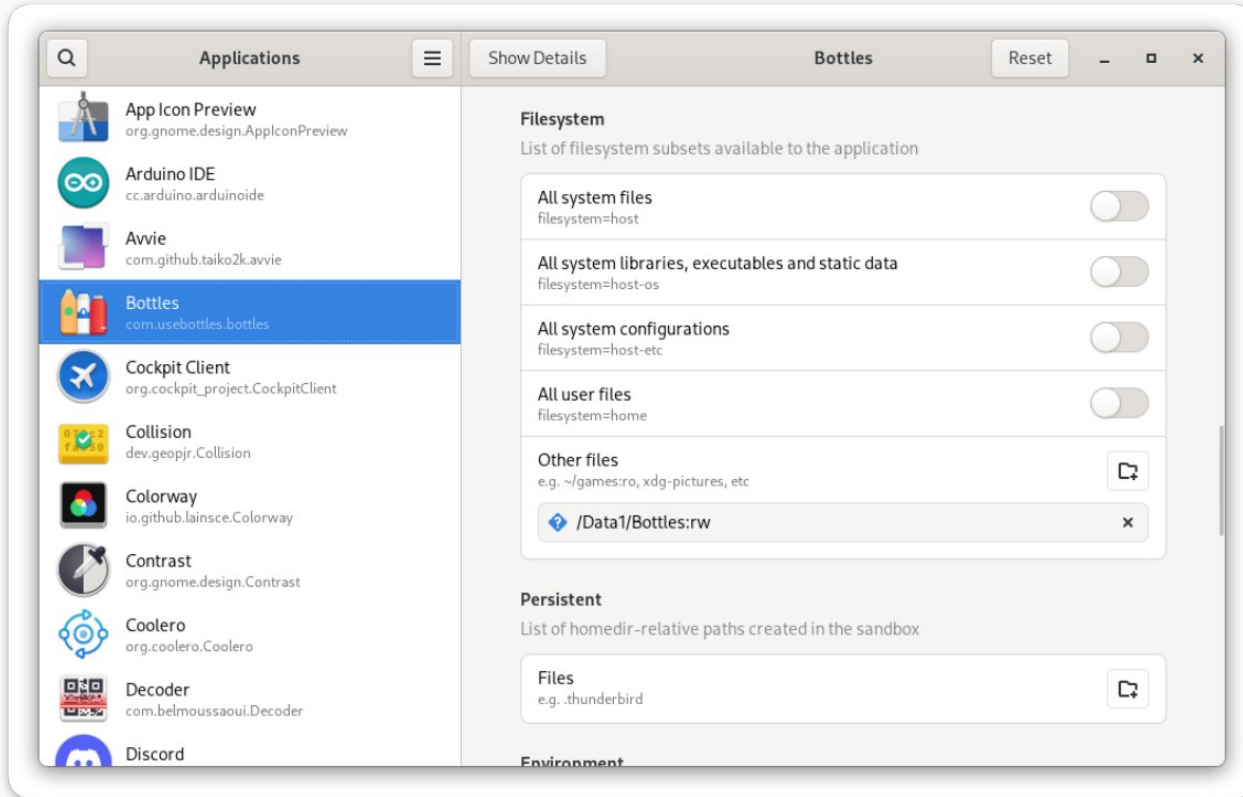 Applications
App Icon Preview
org.gnome.design.AppIconPreview
Arduino IDE
cc.arduino.arduinoide
Avvie
com.github.taiko2k.avvie
Bottles
com.usebottles.bottles
Cockpit Client
org.cockpit_project.CockpitClient
Collision
dev.geopjr.Collision
Colorway
io.github.lainsce.Colorway
Contrast
org.gnome.design.Contrast
Coolero
org.coolero.Coolero
Decoder
com.belmoussaoui.Decoder
Discord
Show Details
Bottles
Reset
Filesystem
List of filesystem subsets available to the application
All system files
filesystem=host
All system libraries, executables and static data
filesystem=host-os
All system configurations
filesystem=host-etc
All user files
filesystem=home
Other files
e.g. ~/games:ro, xdg-pictures, etc
/Data1/Bottles:rw
Persistent
List of homedir-relative paths created in the sandbox
Files
e.g. .thunderbird
Environment